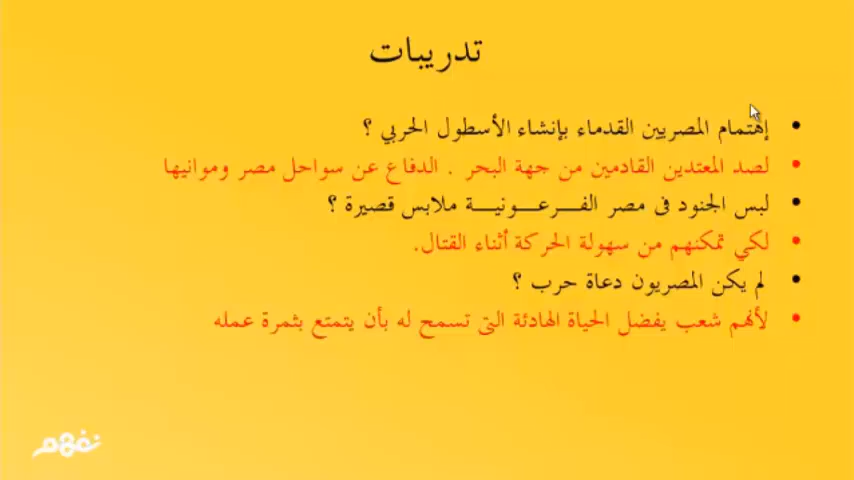 تدريبات
إهتمام المصريين القدماء بإنشاء الأسطول الحربي ؟
لصد المعتدين القادمين من جهة البحر . الدفاع عن سواحل مصر وموانيها
لبس الجنود فى مصر الفـــرعـــونيـــة ملابس قصيرة ؟
لكي تمكنهم من سهولة الحركة أثناء القتال.
لم يكن المصريون دعاة حرب ؟
لأنهم شعب يفضل الحياة الهادئة التى تسمح له بأن يتمتع بثمرة عمله
نفهم